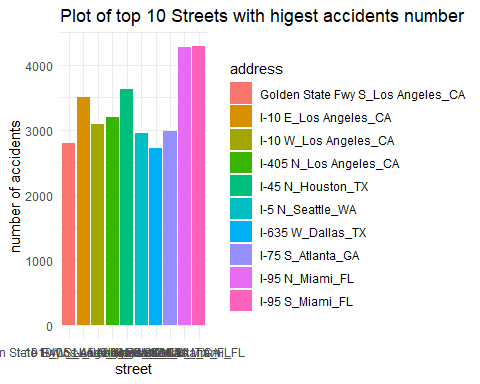 Plot of top 10 Streets with higest accidents number
number of accidents
4000
3000
2000
1000
0
street
address
Golden State Fwy S_Los Angeles_CA
I-10 E_Los Angeles_CA
I-10 W_Los Angeles_CA
I-405 N_Los Angeles_CA
I-45 N_Houston_TX
I-5 N_Seattle_WA
I-635 W_Dallas_TX
I-75 S_Atlanta_GA
I-95 N_Miami_FL
I-95 S_Miami_FL